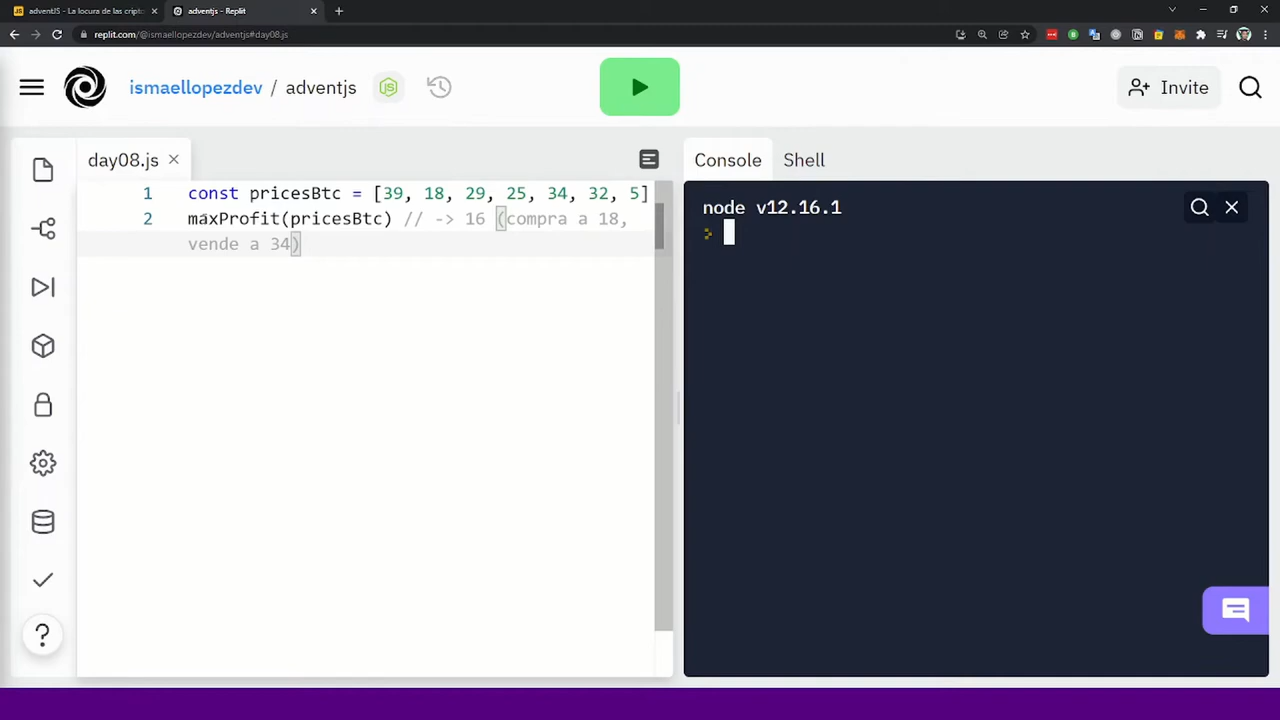 adventJS - La locura de las cripto
adventjs - Replit
replit.com/@ismaellopezdev/adventjs#day08.js
ismaellopezdev / adventjs
Invite
day08.js
Console
Shell
1 const pricesBtc = [39, 18, 29, 25, 34, 32, 5]
2 maxProfit(pricesBtc) // -> 16 (compra a 18,
vende a 34)
node v12.16.1